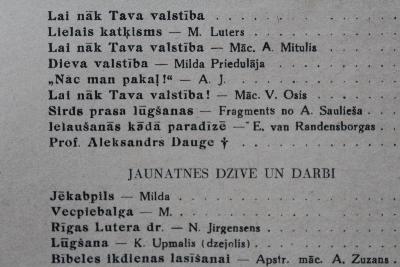 Lai nāk Tava valstība . . . . . . . . .
Lielais katķisms — M. Luters . . . . . .
Lai nāk Tava valstība — Māc. A. Mitulis . . . .
Dieva valstība — Milda Priedulāja . . . . .
„Nac man pakaļ!“ — A. J. . . . . . . .
Lai nāk Tava valstība! — Māc. V. Osis . . . .
Sirds prasa lūgšanas — Fragments no A. Saulieša . .
Ielaušanās kādā paradīzē — E. van Randensborgas . .
Prof. Aleksandrs Dauge † . . . . . . . .
JAUNATNES DZĪVE UN DARBI
Jēkabpils — Milda . . . . . . . . . .
Vecpiebalga — M. . . . . . . . . . .
Rīgas Lutera dr. — N. Jirgensens . . . . . .
Lūgšana — K. Upmalis (dzejolis) . . . . . .
Bībeles ikdienas lasīšanai — Apstr. māc. A. Zuzans . .